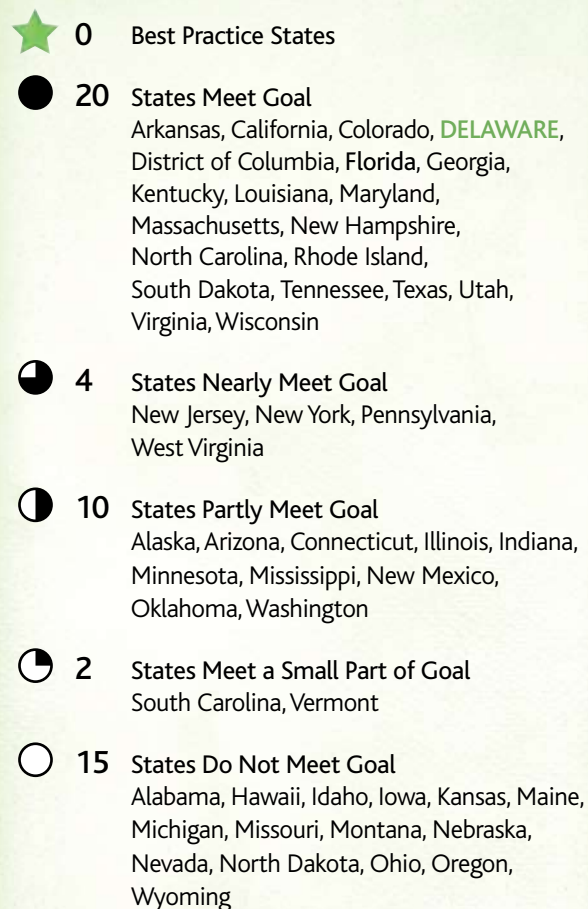 0 Best Practice States
20 States Meet Goal
Arkansas, California, Colorado, DELAWARE,
District of Columbia, Florida, Georgia,
Kentucky, Louisiana, Maryland,
Massachusetts, New Hampshire,
North Carolina, Rhode Island,
South Dakota, Tennessee, Texas, Utah,
Virginia, Wisconsin
4 States Nearly Meet Goal
New Jersey, New York, Pennsylvania,
West Virginia
10 States Partly Meet Goal
Alaska, Arizona, Connecticut, Illinois, Indiana,
Minnesota, Mississippi, New Mexico,
Oklahoma, Washington
2 States Meet a Small Part of Goal
South Carolina, Vermont
15 States Do Not Meet Goal
Alabama, Hawaii, Idaho, Iowa, Kansas, Maine,
Michigan, Missouri, Montana, Nebraska,
Nevada, North Dakota, Ohio, Oregon,
Wyoming